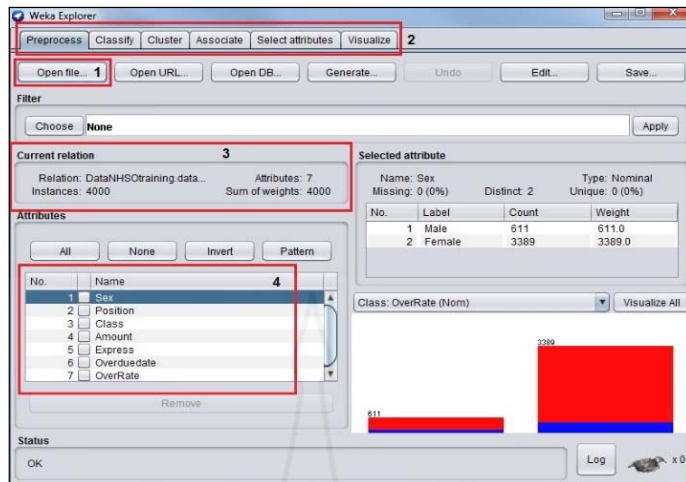 Weka Explorer
Preprocess Classify Cluster Associate Select attributes Visualize 2
Open file... 1 Open URL... Open DB... Generate... Undo Edit... Save...
Filter
Choose None Apply
Current relation 3
Relation: DataNHSOtraining.data... Attributes: 7
Instances: 4000 Sum of weights: 4000
Attributes
All None Invert Pattern
No. Name 4
1 Sex
2 Position
3 Class
4 Amount
5 Express
6 Overduedate
7 OverRate
Remove
Selected attribute
Name: Sex Type: Nominal
Missing: 0 (0%) Distinct: 2 Unique: 0 (0%)
No. Label Count Weight
1 Male 611 611.0
2 Female 3389 3389.0
Class: OverRate (Nom) Visualize All
3389
611
Status
OK Log x 0